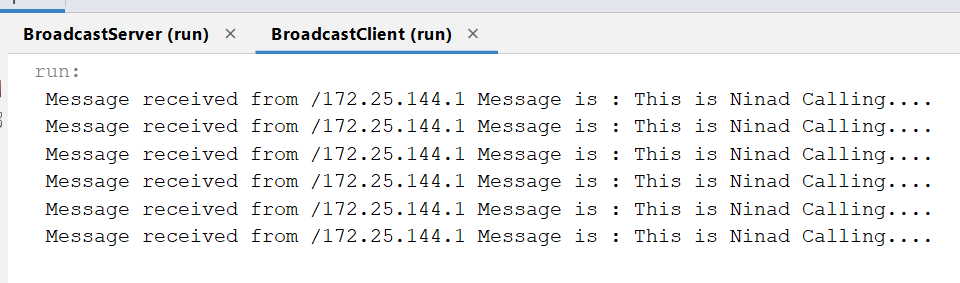 BroadcastServer (run) × BroadcastClient (run) ×
run:
Message received from /172.25.144.1 Message is : This is Ninad Calling....
Message received from /172.25.144.1 Message is : This is Ninad Calling....
Message received from /172.25.144.1 Message is : This is Ninad Calling....
Message received from /172.25.144.1 Message is : This is Ninad Calling....
Message received from /172.25.144.1 Message is : This is Ninad Calling....
Message received from /172.25.144.1 Message is : This is Ninad Calling....